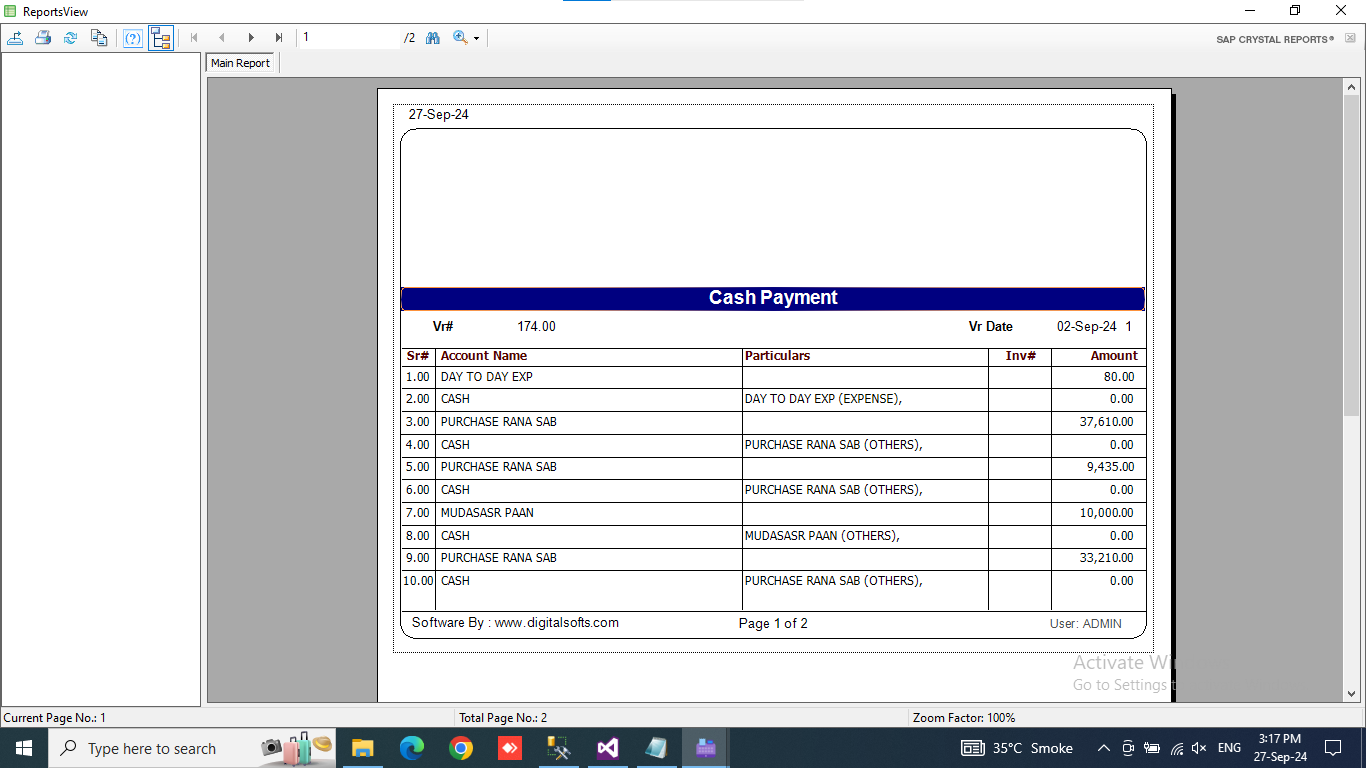 ReportsView
1 /2 SAP CRYSTAL REPORTS®
Main Report
27-Sep-24
Cash Payment
Vr# 174.00 Vr Date 02-Sep-24 1
Sr# Account Name Particulars Inv# Amount
1.00 DAY TO DAY EXP 80.00
2.00 CASH DAY TO DAY EXP (EXPENSE), 0.00
3.00 PURCHASE RANA SAB 37,610.00
4.00 CASH PURCHASE RANA SAB (OTHERS), 0.00
5.00 PURCHASE RANA SAB 9,435.00
6.00 CASH PURCHASE RANA SAB (OTHERS), 0.00
7.00 MUDASASR PAAN 10,000.00
8.00 CASH MUDASASR PAAN (OTHERS), 0.00
9.00 PURCHASE RANA SAB 33,210.00
10.00 CASH PURCHASE RANA SAB (OTHERS), 0.00
Software By : www.digitalsofts.com Page 1 of 2 User: ADMIN
Activate Wi
Go to Settings t
Current Page No.: 1 Total Page No.: 2 Zoom Factor: 100%
Type here to search 35°C Smoke ENG 3:17 PM
27-Sep-24